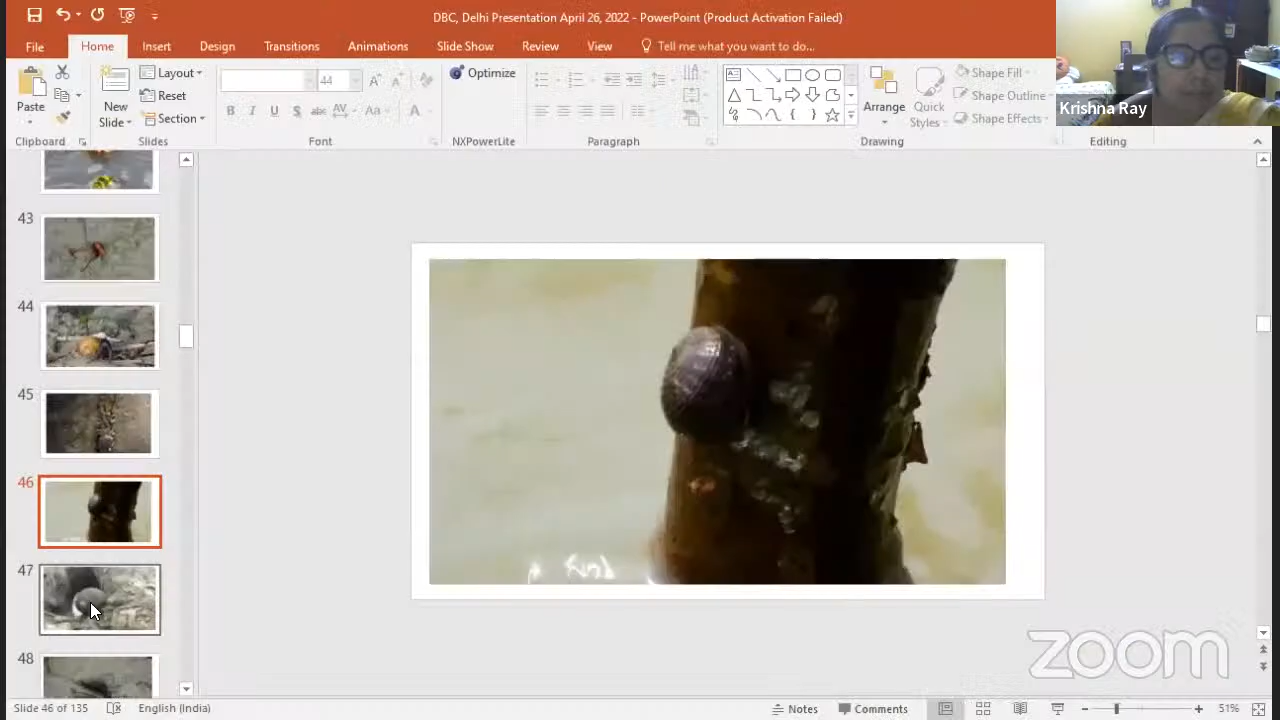 DBC, Delhi Presentation April 26, 2022 - PowerPoint (Product Activation Failed)
File Home Insert Design Transitions Animations Slide Show Review View Tell me what you want to do...
Krishna Ray
Paste
New
Slide
Layout
Reset
Section
44
B I U S abc AV Aa A
Optimize
Arrange
Quick
Styles
Shape Fill
Shape Outline
Shape Effects
Clipboard Slides Font NXPowerLite Paragraph Drawing Editing
43
44
45
46
47
48
zoom
Slide 46 of 135 English (India) Notes Comments 51%